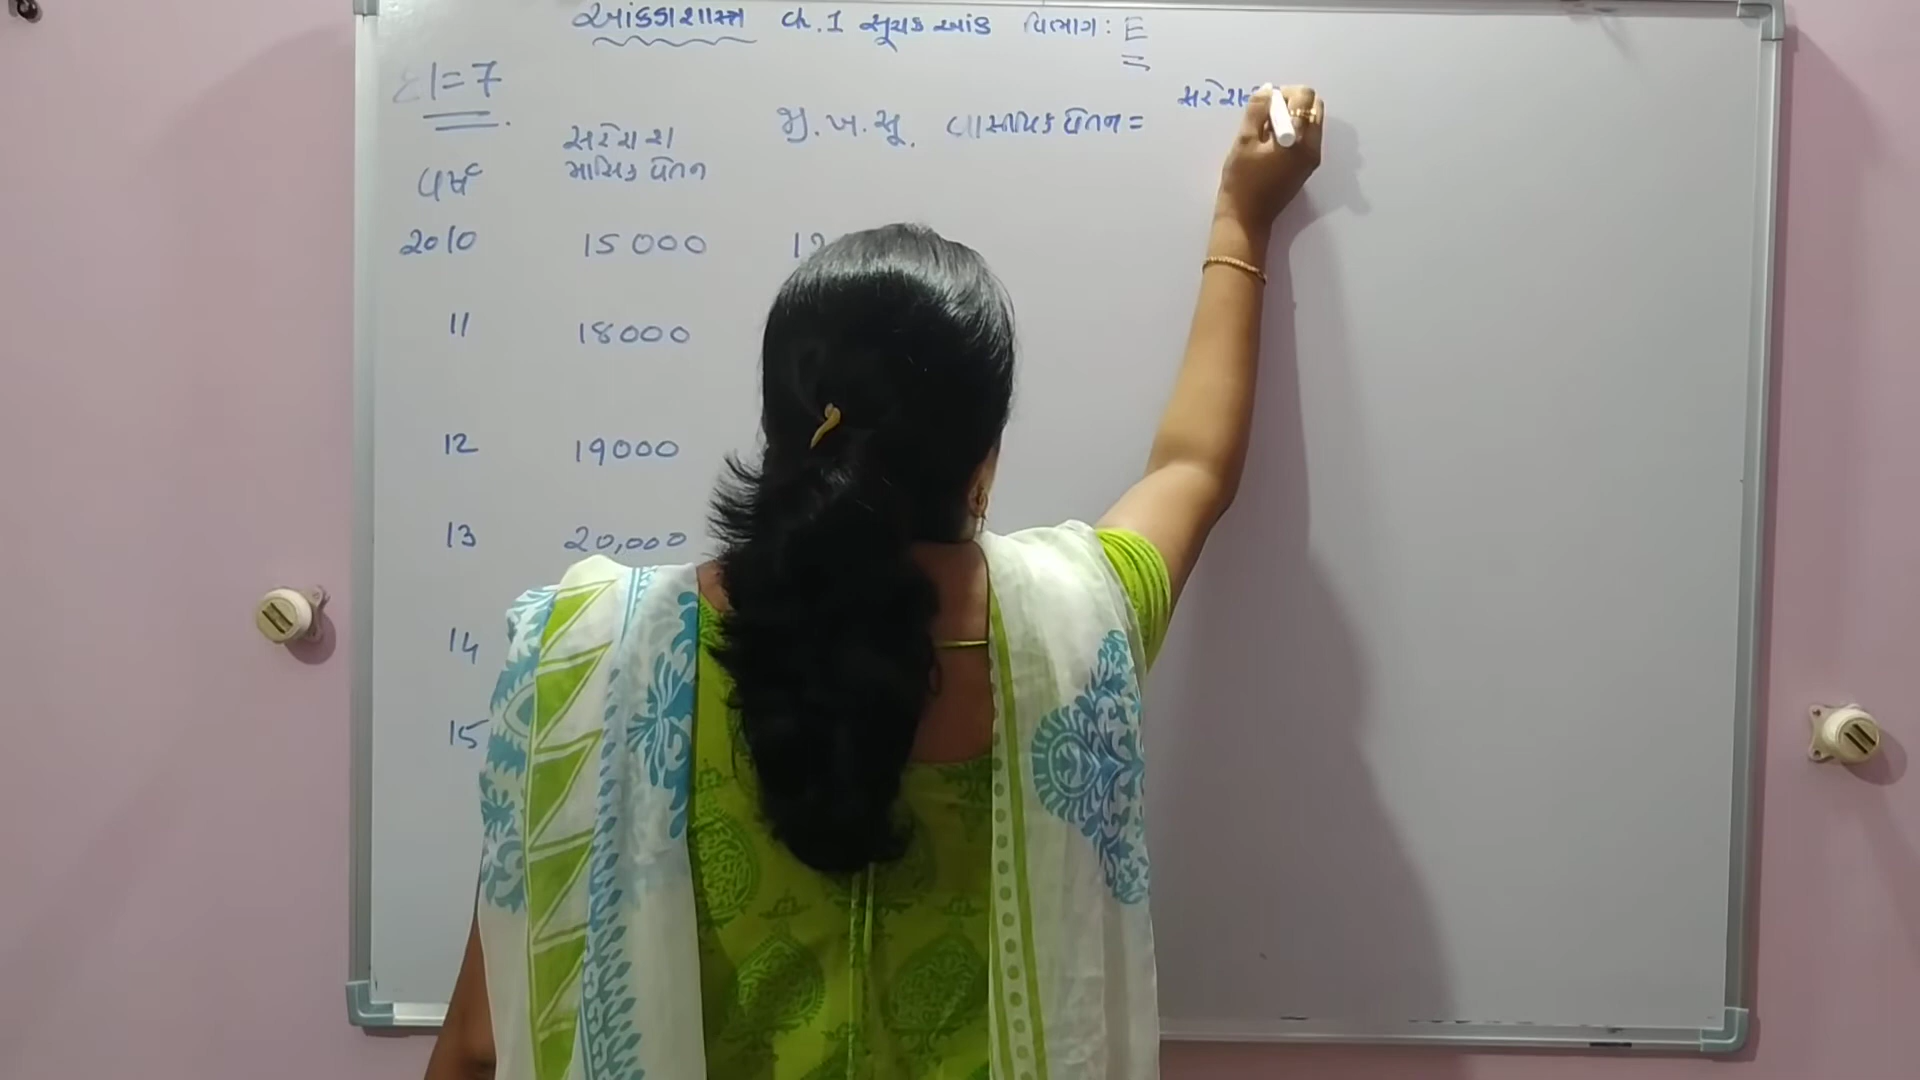 આંકડાશાસ્ત્ર Ch.1 સૂચક આંક વિભાગ: E
દા=7
વર્ષ સરેરાશ માસિક વેતન જી.ખ.સૂ. વાસ્તવિક વેતન =
2010 15000
11 18000
12 19000
13 20,000
14
15